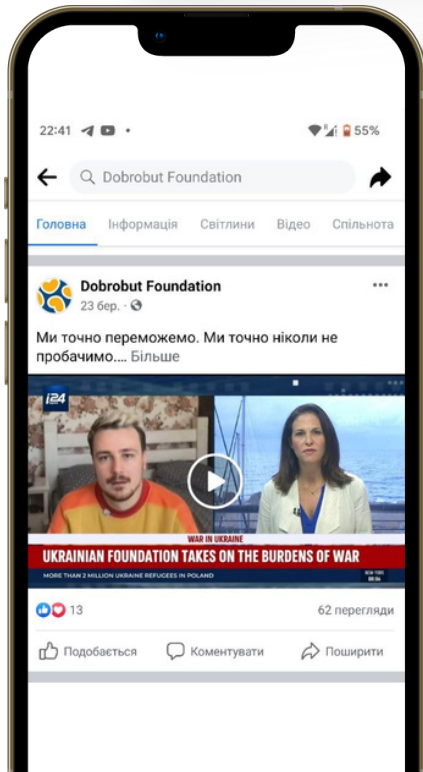 22:41
55%
Dobrobut Foundation
Головна Інформація Світлини Відео Спільнота
Dobrobut Foundation
23 бер.
Ми точно переможемо. Ми точно ніколи не
пробачимо.... Більше
i24
WAR IN UKRAINE
UKRAINIAN FOUNDATION TAKES ON THE BURDENS OF WAR
MORE THAN 2 MILLION UKRAINE REFUGEES IN POLAND
NEW YORK
13
62 перегляди
Подобається Коментувати Поширити